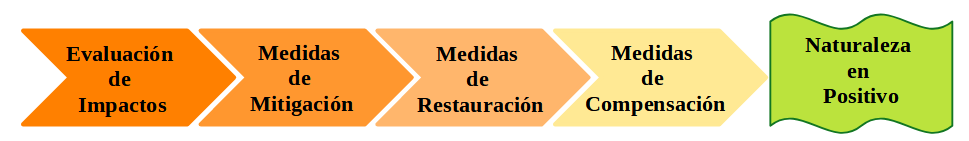 Evaluación
de
Impactos
Medidas
de
Mitigación
Medidas
de
Restauración
Medidas
de
Compensación
Naturaleza
en
Positivo